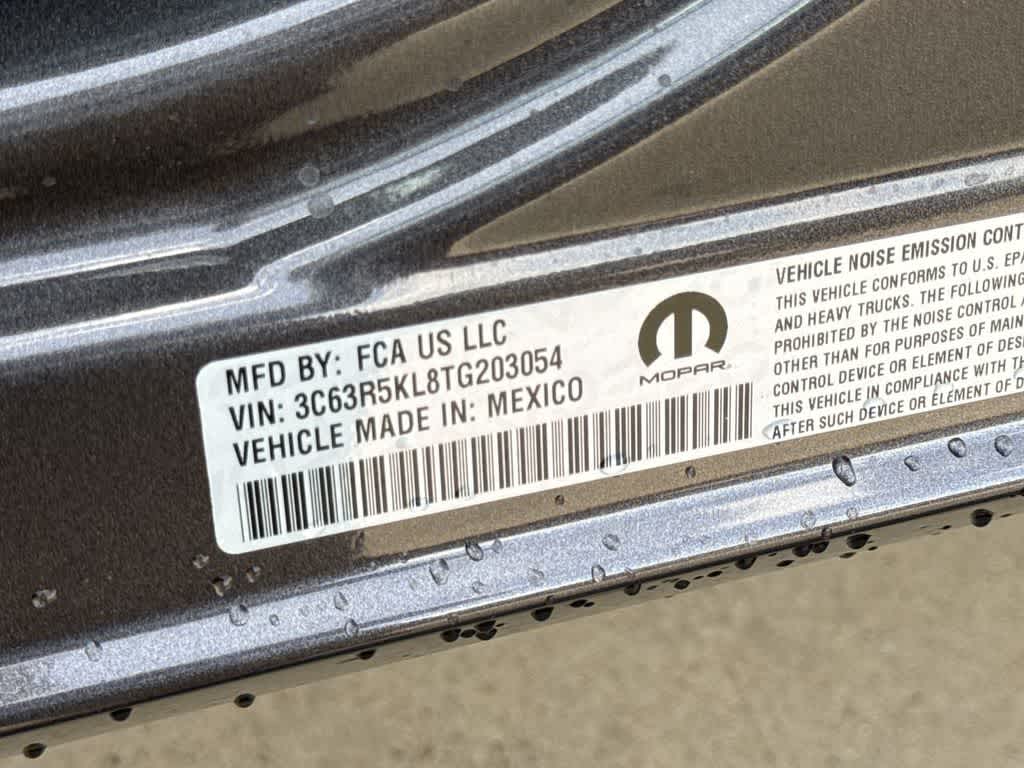 MFD BY: FCA US LLC
VIN: 3C63R5KL8TG203054
VEHICLE MADE IN: MEXICO
MOPAR
VEHICLE NOISE EMISSION CONT
THIS VEHICLE CONFORMS TO U.S. EPA
AND HEAVY TRUCKS. THE FOLLOWING
PROHIBITED BY THE NOISE CONTROL A
OTHER THAN FOR PURPOSES OF MAIN
CONTROL DEVICE OR ELEMENT OF DESI
THIS VEHICLE IN COMPLIANCE WITH T
AFTER SUCH DEVICE OR ELEMENT OF D